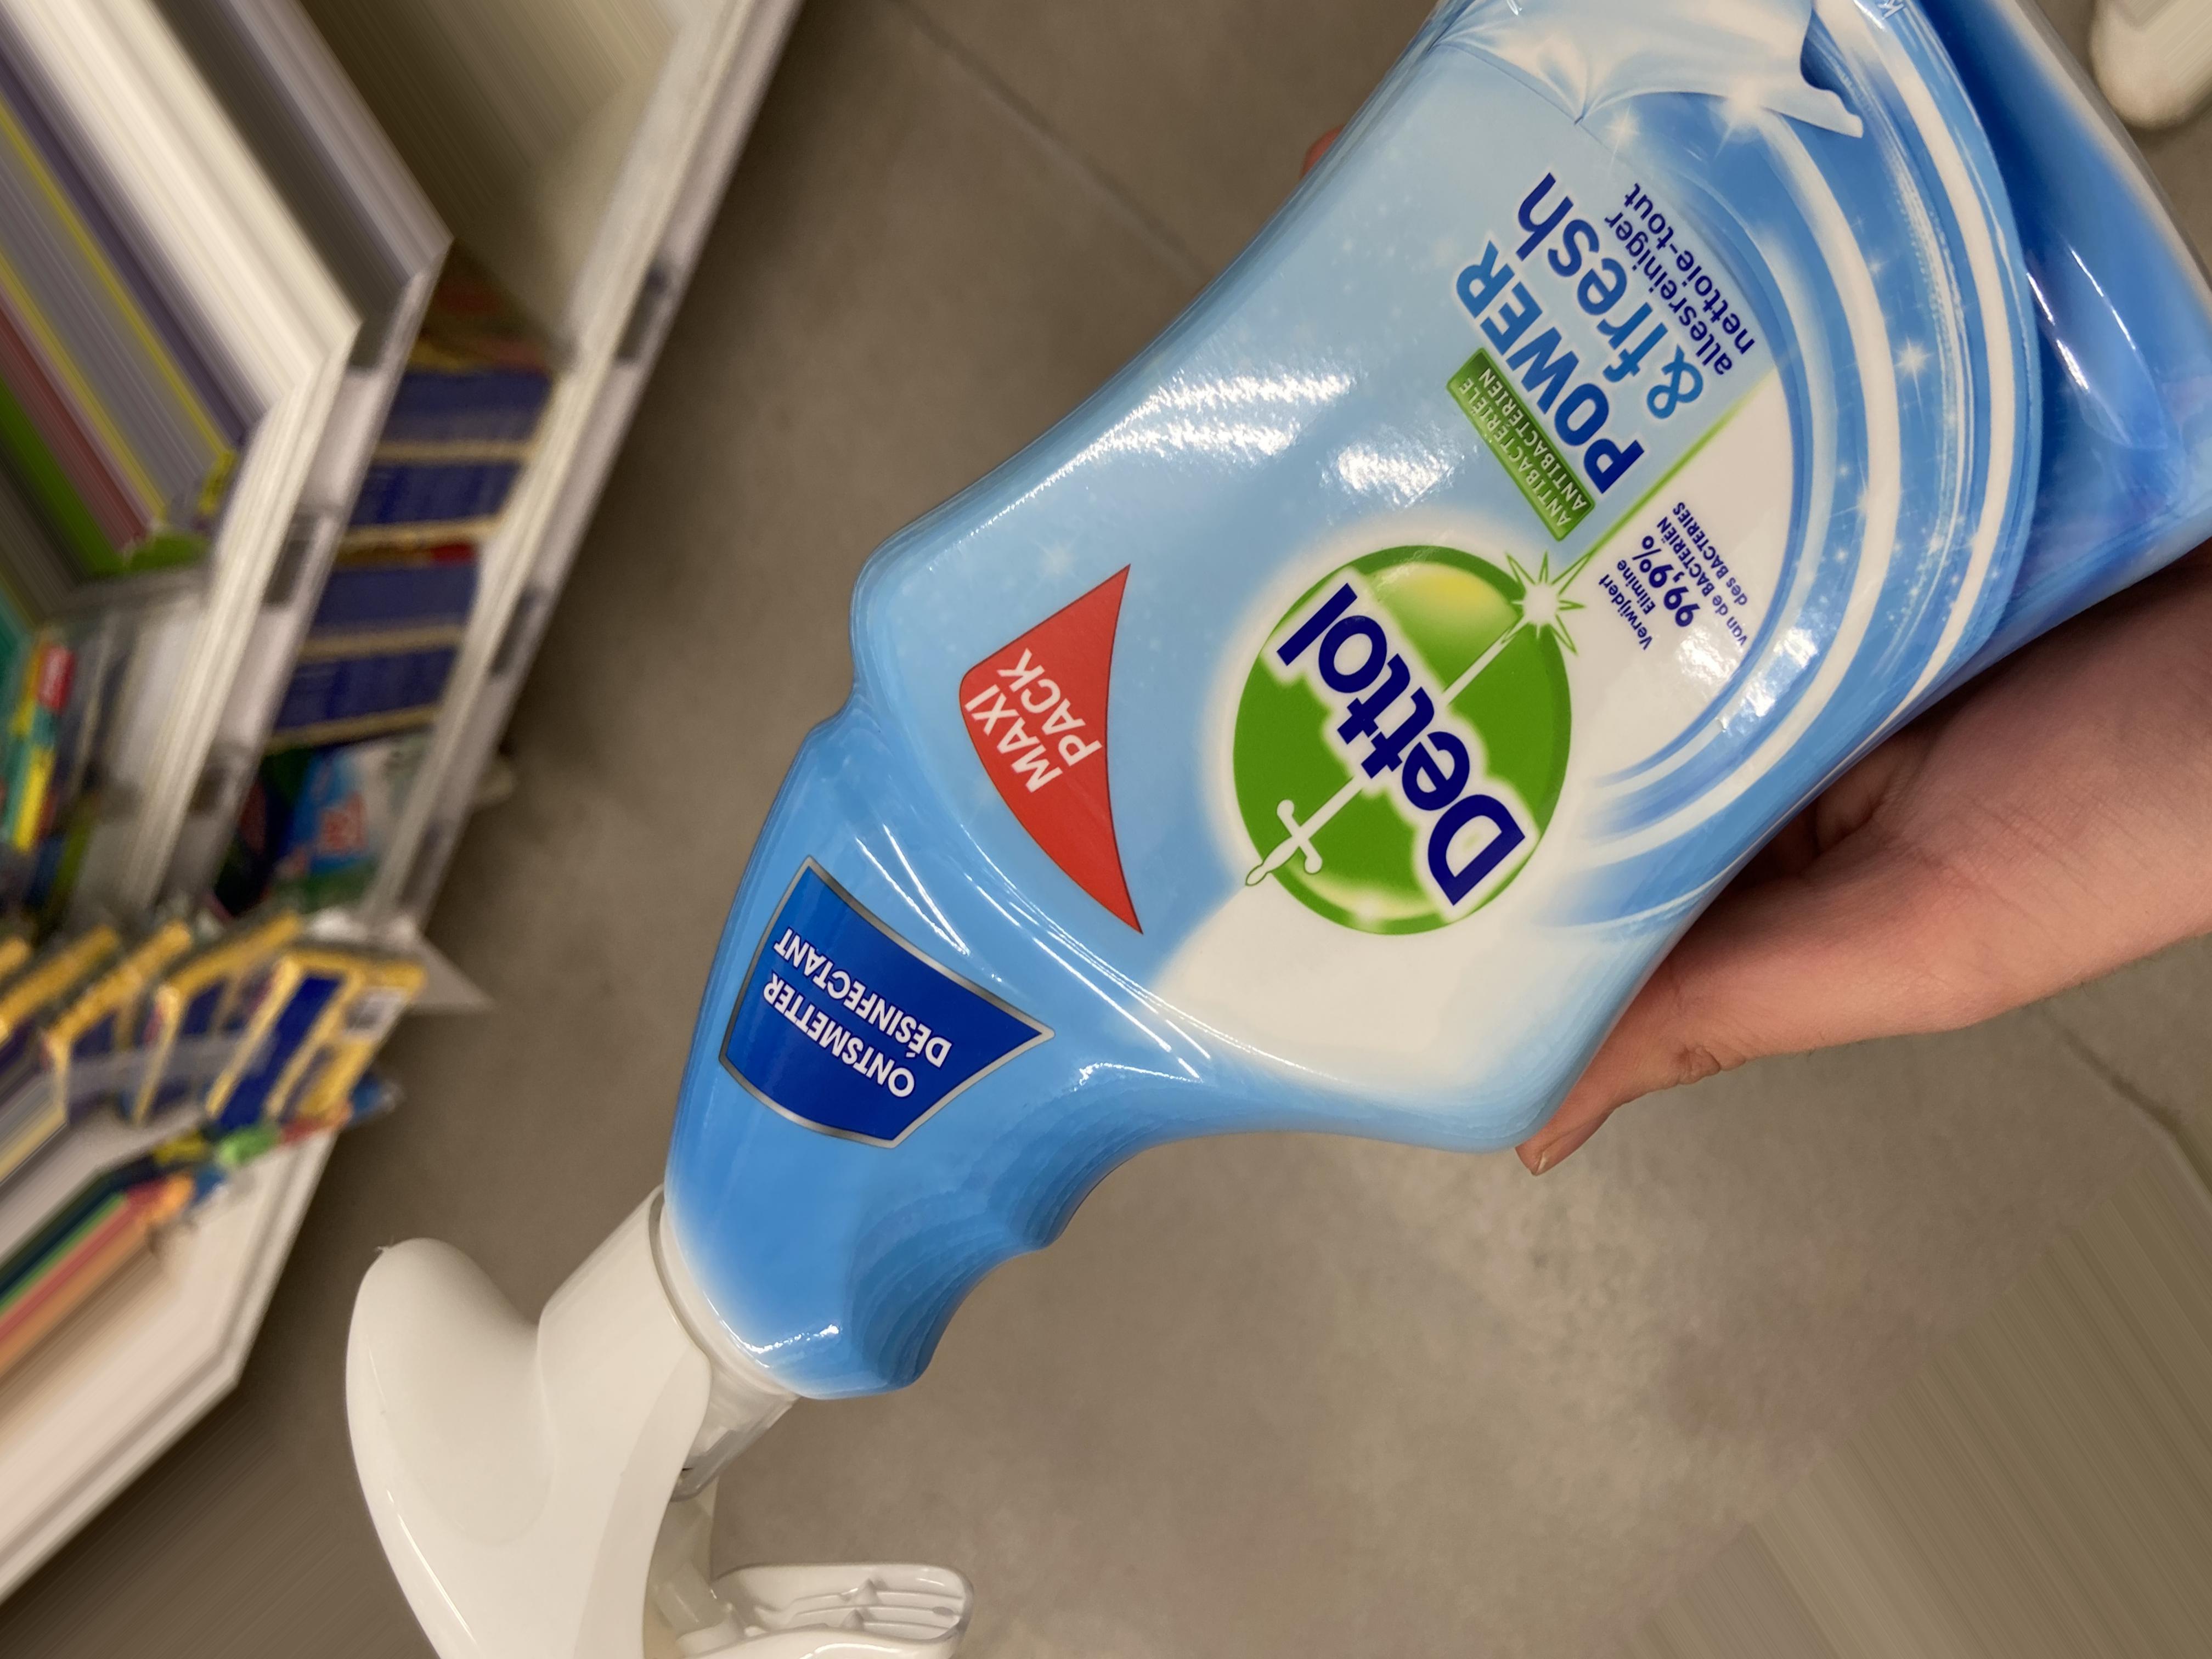 ONTSMETTER
DÉSINFECTANT
MAXI
PACK
Dettol
Verwijdert
Elimine
99,9%
van de BACTERIËN
des BACTERIES
ANTIBACTERIËLE
ANTIBACTÉRIEN
POWER
& fresh
allesreiniger
nettoie-tout